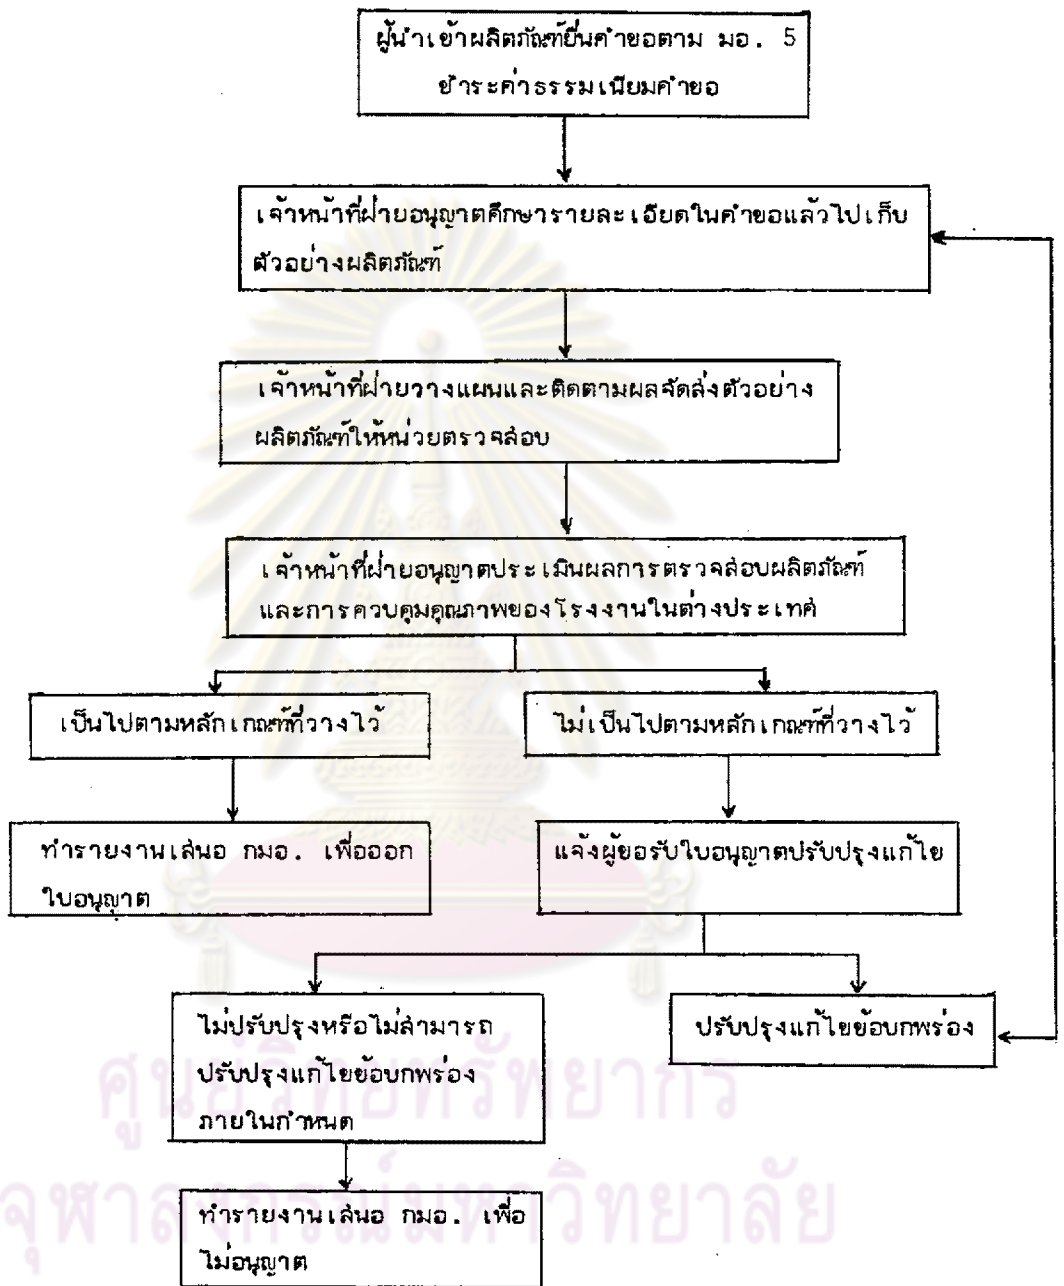 ผู้นำเข้าผลิตภัณฑ์ยื่นคำขอตาม มอ. 5
ชำระค่าธรรมเนียมคำขอ
เจ้าหน้าที่ฝ่ายอนุญาตศึกษารายละเอียดในคำขอแล้วไปเก็บ
ตัวอย่างผลิตภัณฑ์
เจ้าหน้าที่ฝ่ายวางแผนและติดตามผลจัดส่งตัวอย่าง
ผลิตภัณฑ์ให้หน่วยตรวจสอบ
เจ้าหน้าที่ฝ่ายอนุญาตประเมินผลการตรวจสอบผลิตภัณฑ์
และการควบคุมคุณภาพของโรงงานในต่างประเทศ
เป็นไปตามหลักเกณฑ์ที่วางไว้
ไม่เป็นไปตามหลักเกณฑ์ที่วางไว้
ทำรายงานเสนอ กมอ. เพื่อออก
ใบอนุญาต
แจ้งผู้ขอรับใบอนุญาตปรับปรุงแก้ไข
ไม่ปรับปรุงหรือไม่สามารถ
ปรับปรุงแก้ไขข้อบกพร่อง
ภายในกำหนด
ปรับปรุงแก้ไขข้อบกพร่อง
ทำรายงานเสนอ กมอ. เพื่อ
ไม่อนุญาต
ศูนย์วิทยทรัพยากร
จุฬาลงกรณ์มหาวิทยาลัย